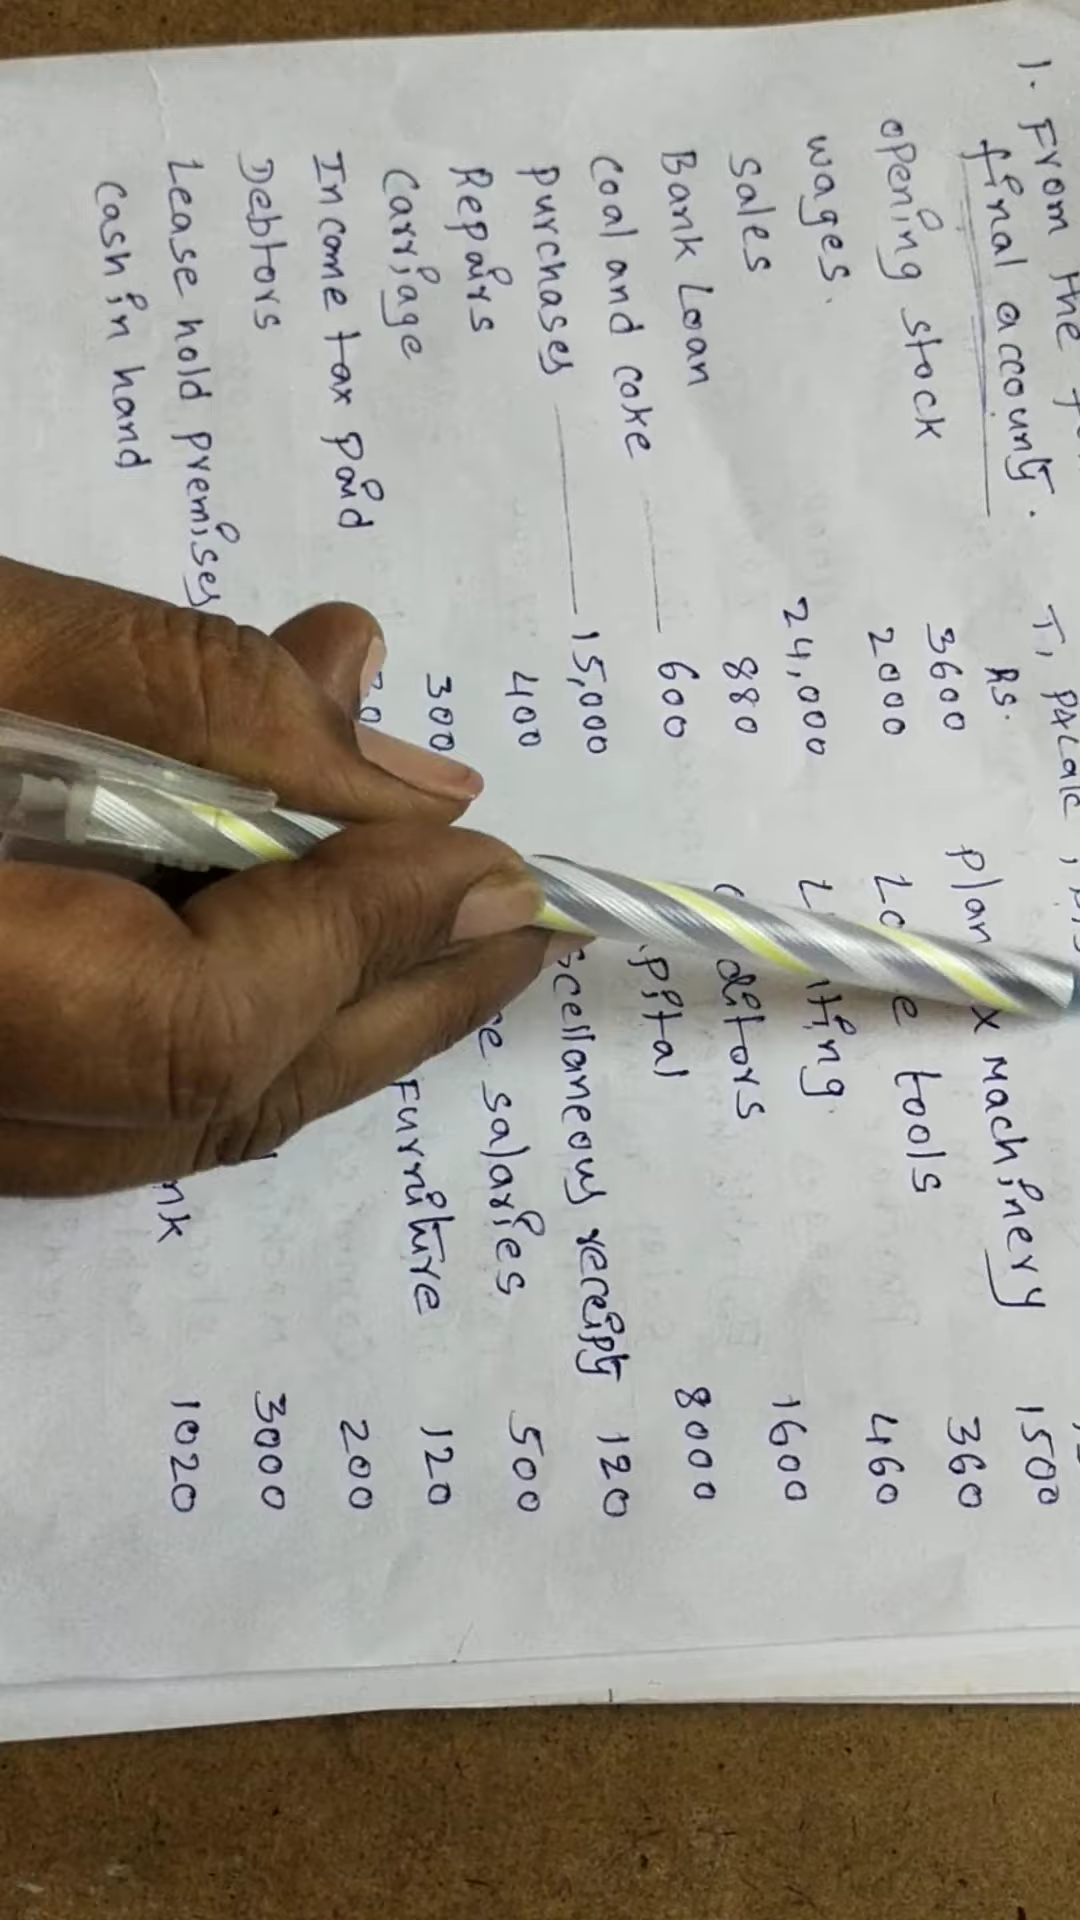 1. From the
final accounts. T, P&L a/c,
RS.
opening stock 3600 Plan x Machinery 1500
wages. 2000 tools 360
sales 24,000 460
Bank Loan 880 ditors 1600
coal and coke 600 pital 8000
purchases 15,000 scellaneous receipts 120
Repairs 400 salaries 500
Carriage 300 Furniture 120
Income tax paid 200
Debtors 3000
Lease hold premises nk 1020
cash in hand